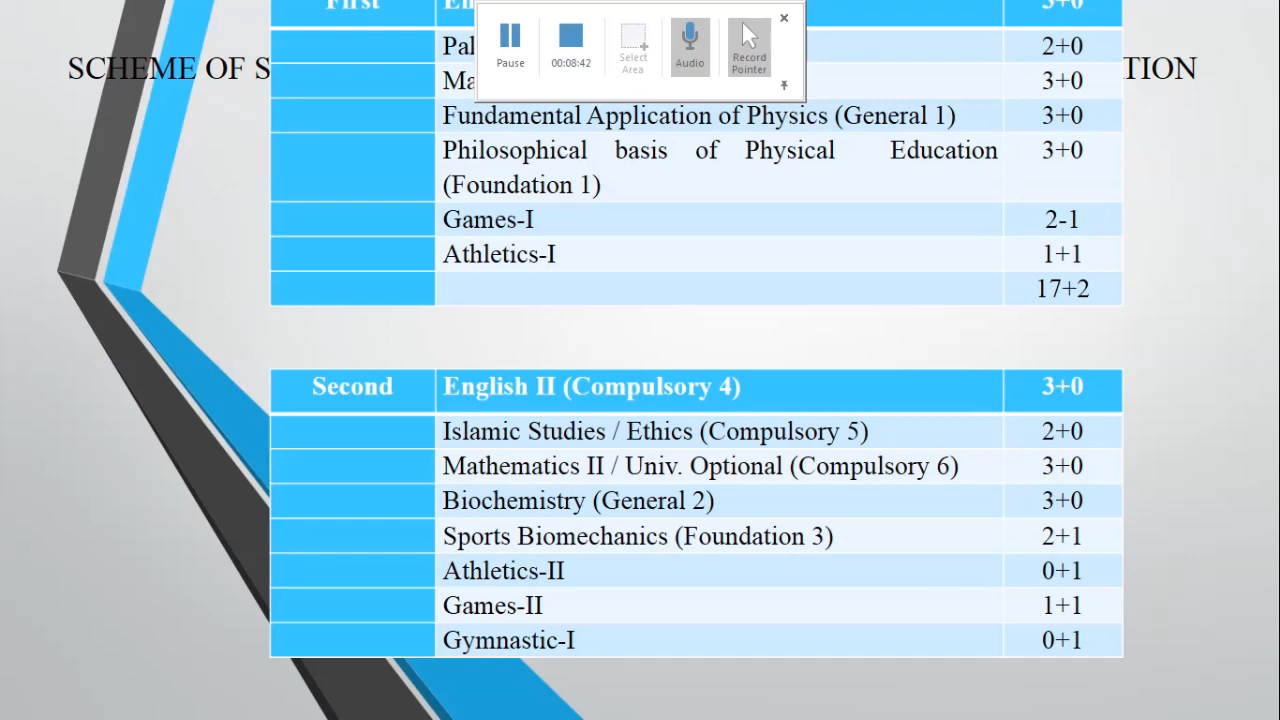 First En 3+0
Pause 00:08:42 Select Area Audio Record Pointer
SCHEME OF S TION
Pak 2+0
Ma 3+0
Fundamental Application of Physics (General 1) 3+0
Philosophical basis of Physical Education 3+0
(Foundation 1)
Games-I 2-1
Athletics-I 1+1
17+2
Second English II (Compulsory 4) 3+0
Islamic Studies / Ethics (Compulsory 5) 2+0
Mathematics II / Univ. Optional (Compulsory 6) 3+0
Biochemistry (General 2) 3+0
Sports Biomechanics (Foundation 3) 2+1
Athletics-II 0+1
Games-II 1+1
Gymnastic-I 0+1